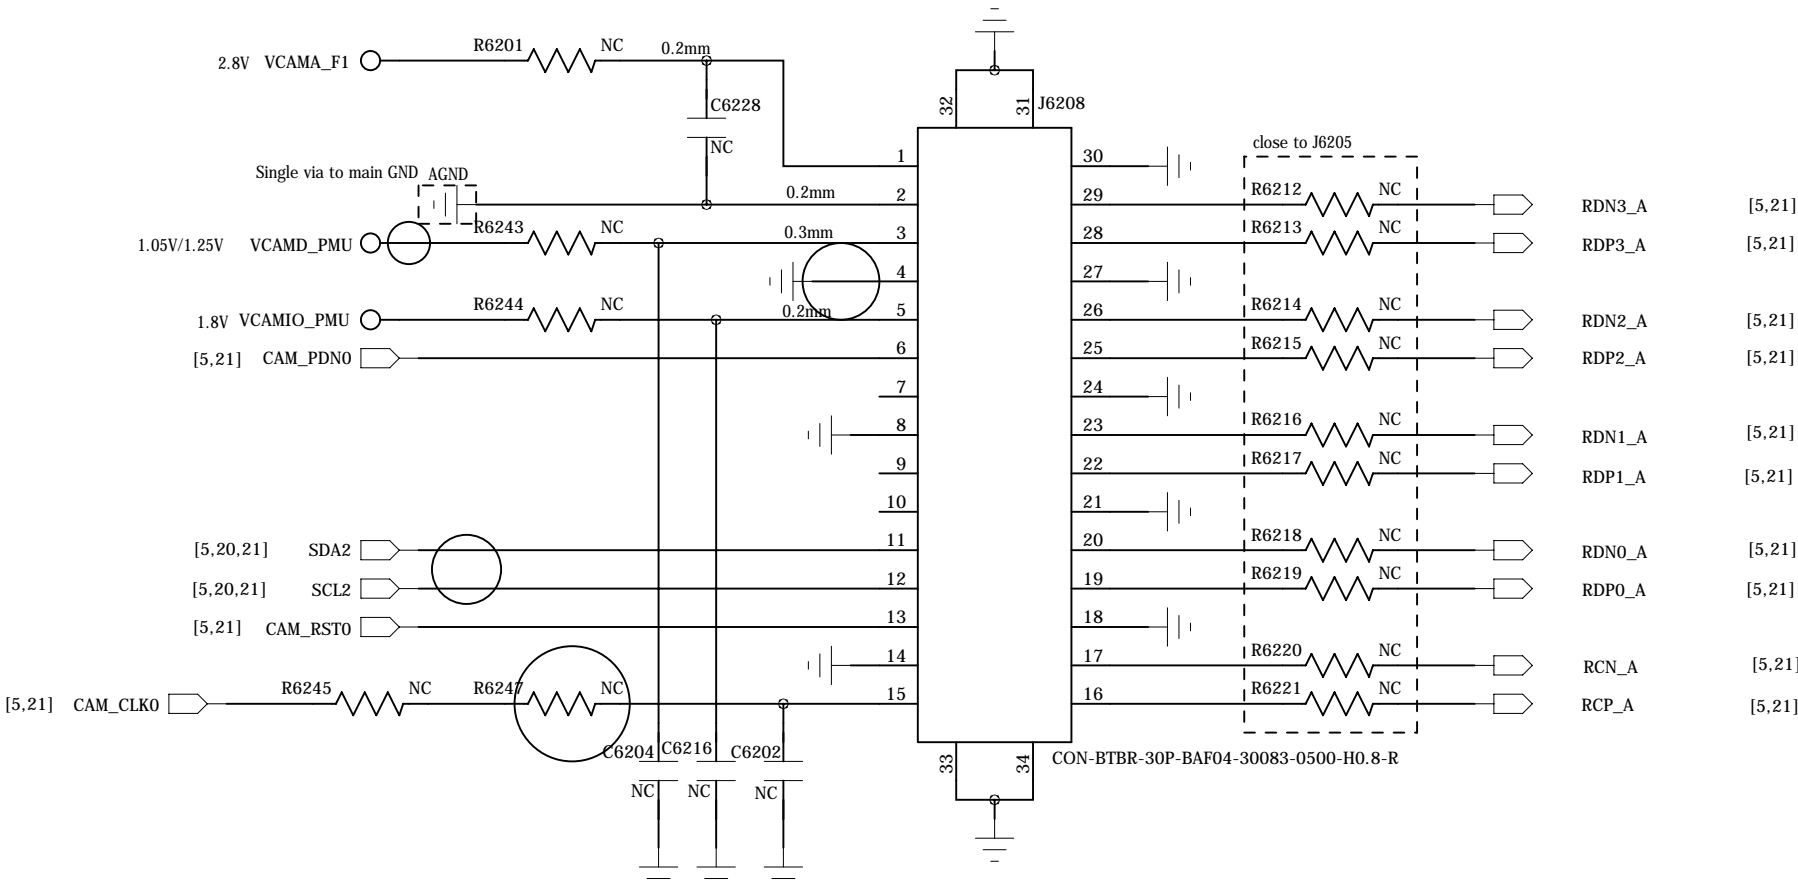 R6201 NC 0.2mm
2.8V VCAMA_F1
32 31 J6208
C6228
NC
close to J6205
1 30
Single via to main GND AGND
R6212 NC
0.2mm 2 29 RDN3_A [5,21]
R6243 NC 0.3mm R6213 NC
1.05V/1.25V VCAMD_PMU 3 28 RDP3_A [5,21]
4 27
R6244 NC 0.2mm R6214 NC
1.8V VCAMIO_PMU 5 26 RDN2_A [5,21]
R6215 NC
[5,21] CAM_PDN0 6 25 RDP2_A [5,21]
7 24
R6216 NC
8 23 RDN1_A [5,21]
R6217 NC
9 22 RDP1_A [5,21]
10 21
R6218 NC
[5,20,21] SDA2 11 20 RDN0_A [5,21]
R6219 NC
[5,20,21] SCL2 12 19 RDP0_A [5,21]
[5,21] CAM_RST0 13 18
R6220 NC
14 17 RCN_A [5,21]
R6245 NC R6247 NC R6221 NC
[5,21] CAM_CLK0 15 16 RCP_A [5,21]
C6204 C6216 C6202
33 34 CON-BTBR-30P-BAF04-30083-0500-H0.8-R
NC NC NC